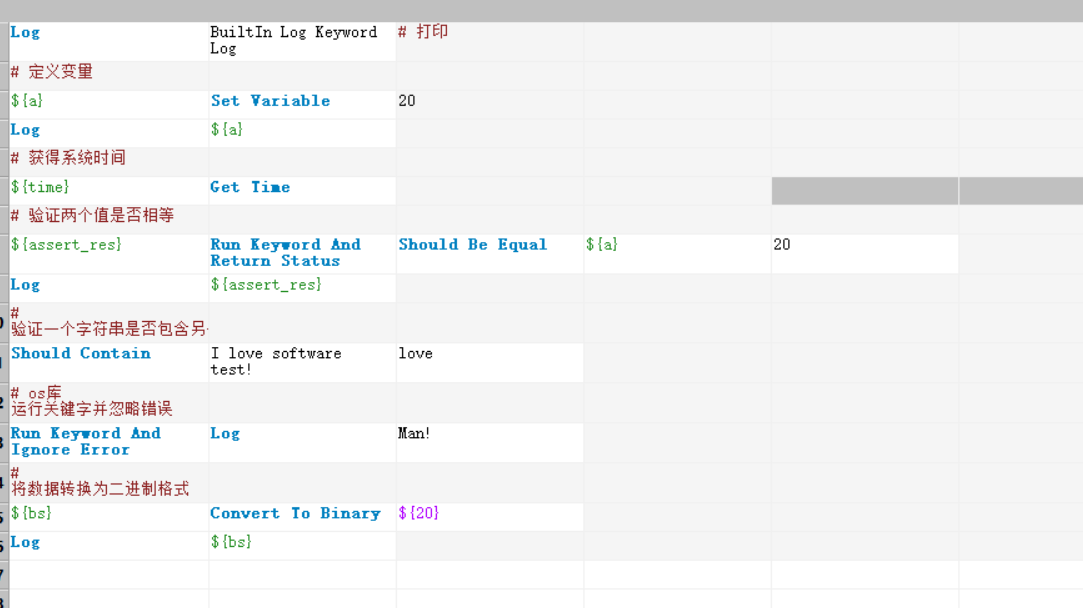 Log BuiltIn Log Keyword # 打印
Log
# 定义变量
${a} Set Variable 20
Log ${a}
# 获得系统时间
${time} Get Time
# 验证两个值是否相等
${assert_res} Run Keyword And Should Be Equal ${a} 20
Return Status
Log ${assert_res}
#
验证一个字符串是否包含另
Should Contain I love software love
test!
# os库
运行关键字并忽略错误
Run Keyword And Log Man!
Ignore Error
#
将数据转换为二进制格式
${bs} Convert To Binary ${20}
Log ${bs}